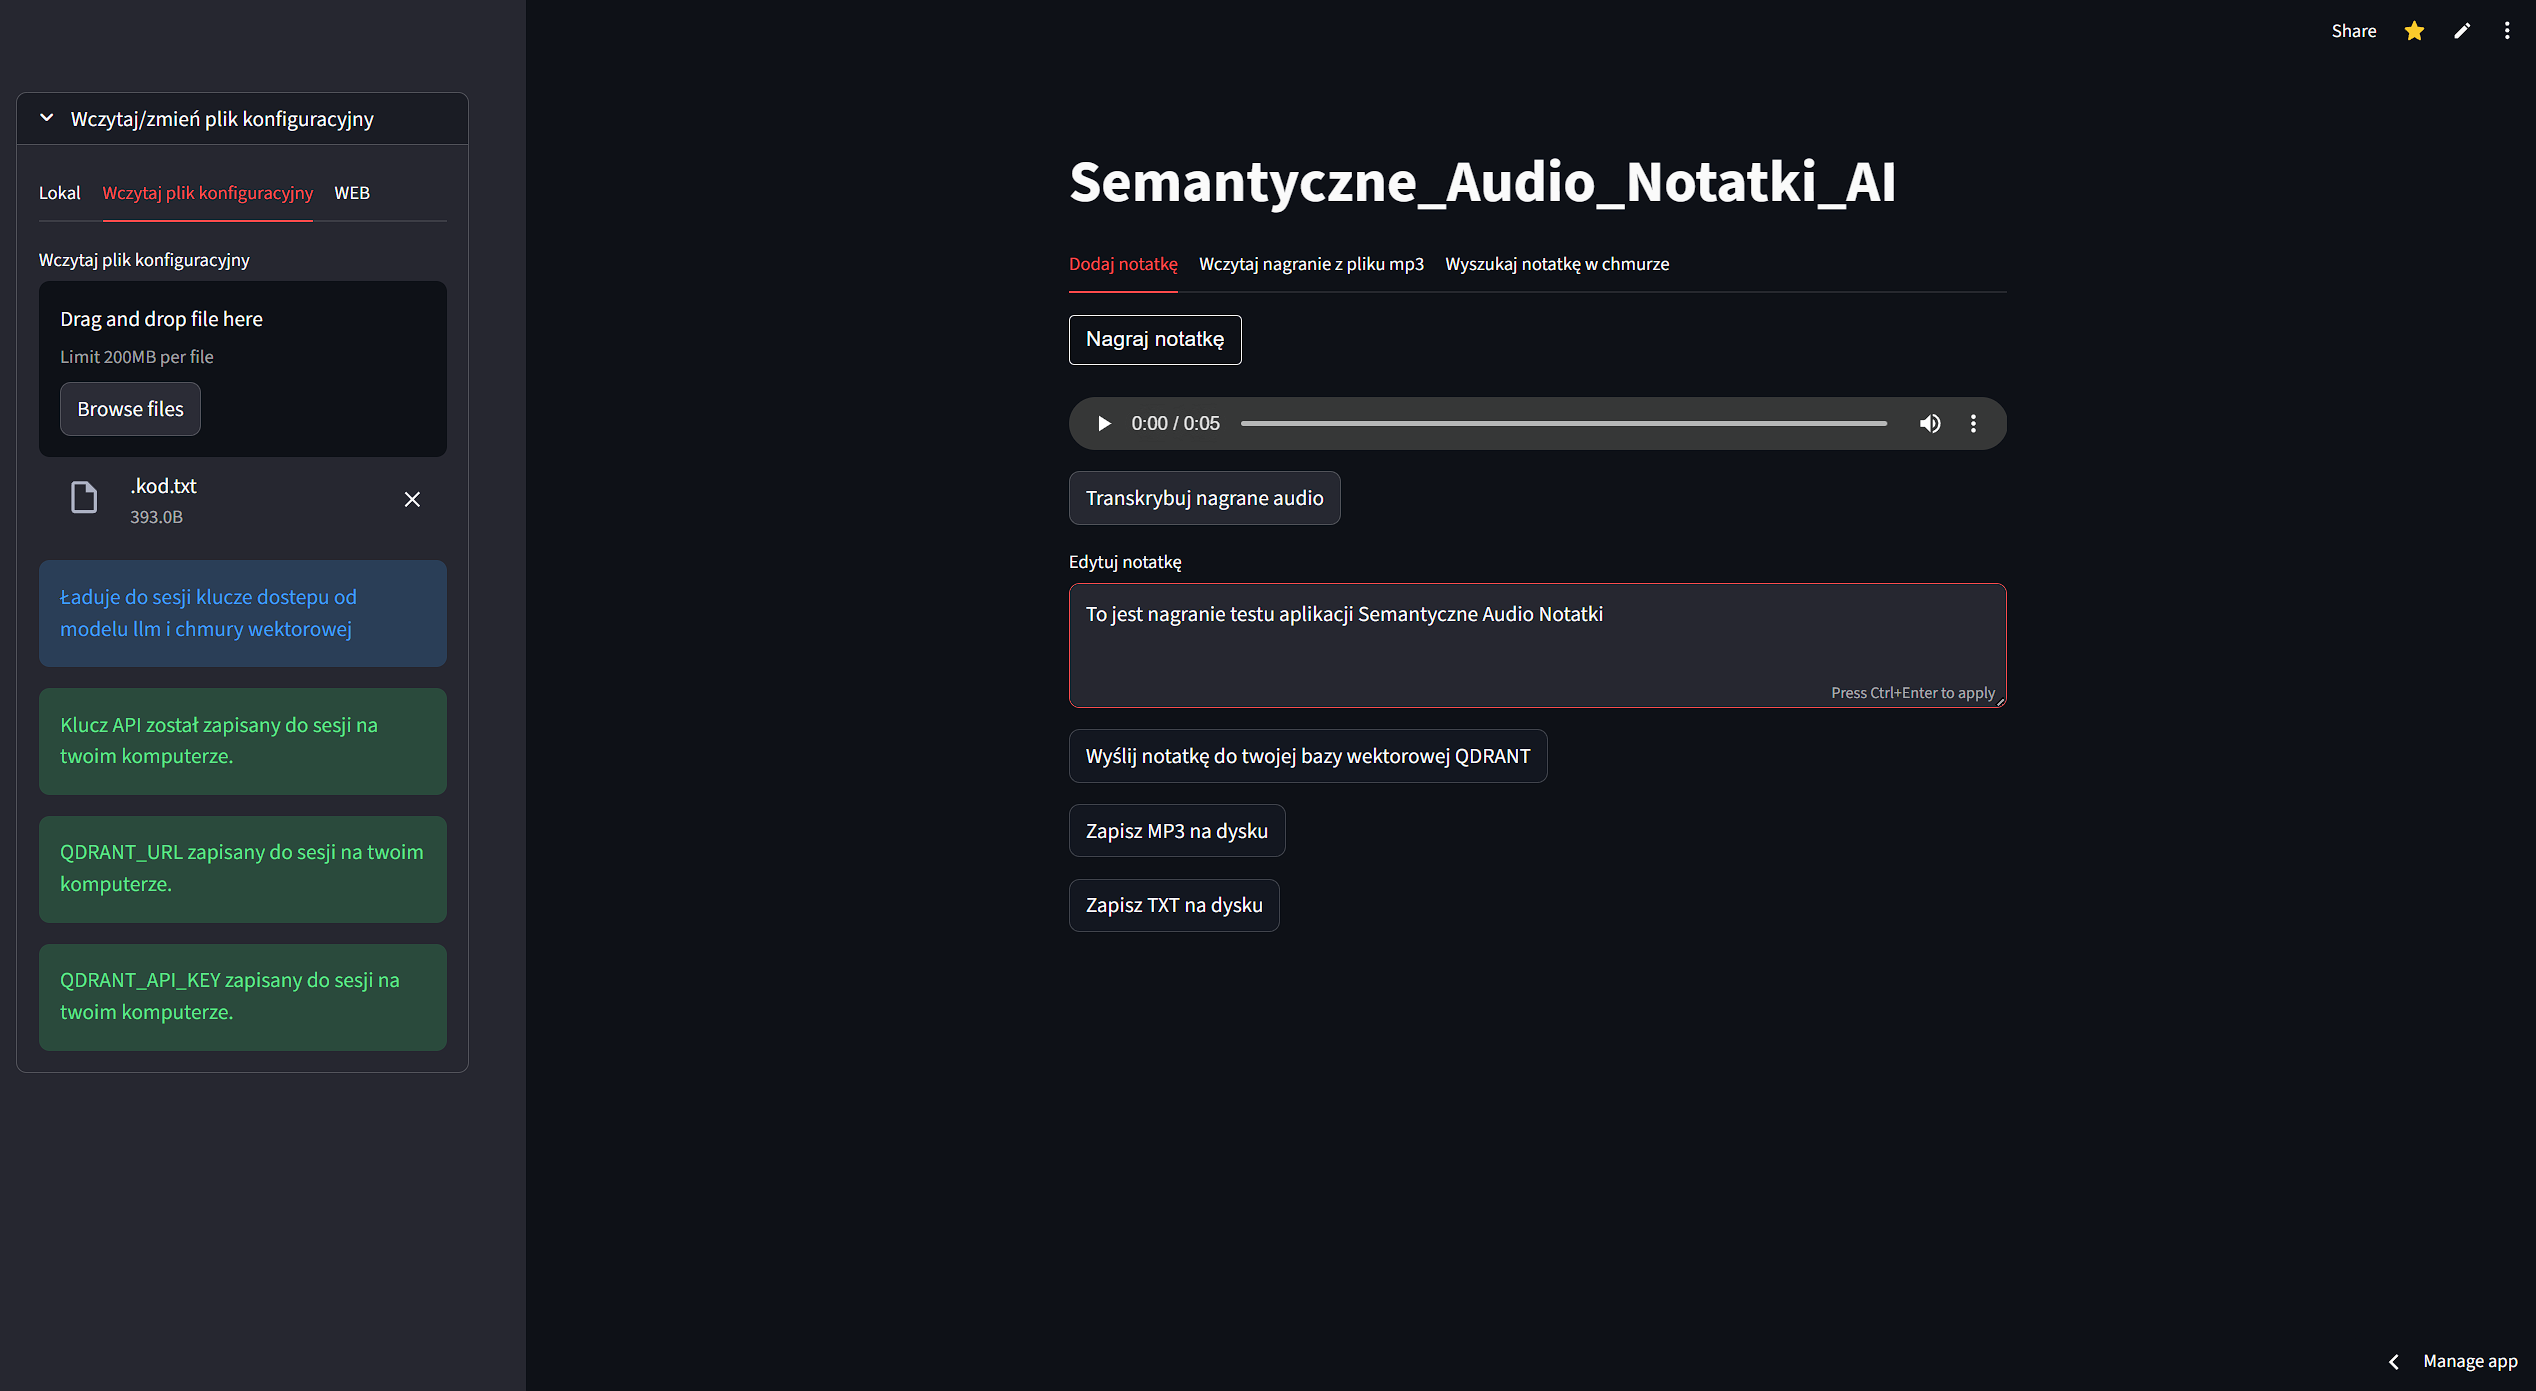 Share
Wczytaj/zmień plik konfiguracyjny
Lokal
Wczytaj plik konfiguracyjny
WEB
Wczytaj plik konfiguracyjny
Drag and drop file here
Limit 200MB per file
Browse files
.kod.txt
393.0B
Ładuje do sesji klucze dostepu od
modelu llm i chmury wektorowej
Klucz API został zapisany do sesji na
twoim komputerze.
QDRANT_URL zapisany do sesji na twoim
komputerze.
QDRANT_API_KEY zapisany do sesji na
twoim komputerze.
Semantyczne_Audio_Notatki_AI
Dodaj notatkę
Wczytaj nagranie z pliku mp3
Wyszukaj notatkę w chmurze
Nagraj notatkę
0:00 / 0:05
Transkrybuj nagrane audio
Edytuj notatkę
To jest nagranie testu aplikacji Semantyczne Audio Notatki
Press Ctrl+Enter to apply
Wyślij notatkę do twojej bazy wektorowej QDRANT
Zapisz MP3 na dysku
Zapisz TXT na dysku
Manage app